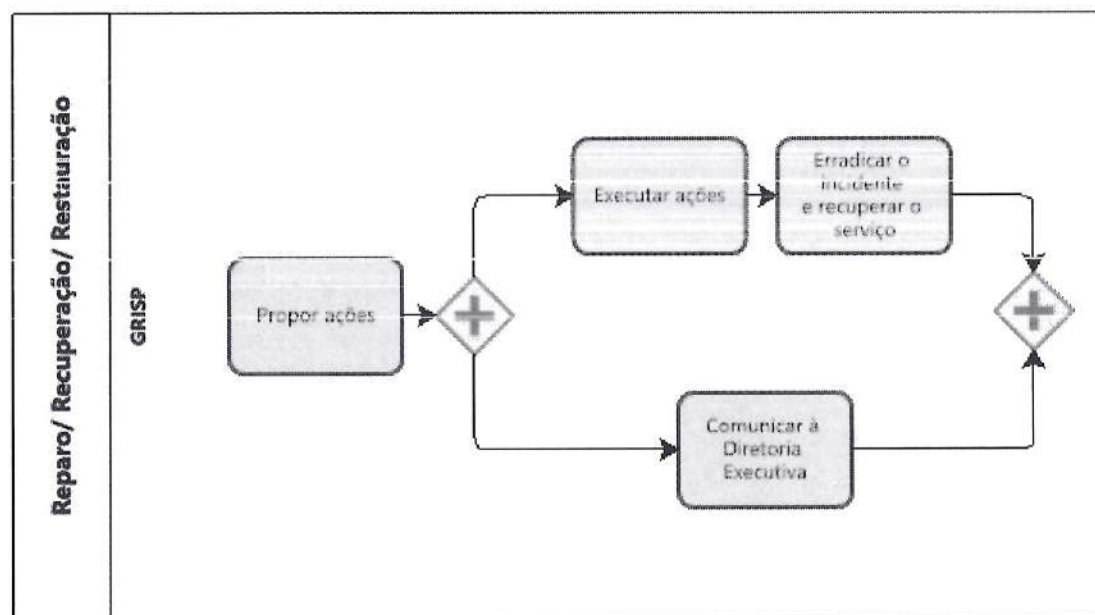 Reparo/ Recuperação/ Restauração
GRISP
Propor ações
Executar ações
Erradicar o
incidente
e recuperar o
serviço
Comunicar à
Diretoria
Executiva